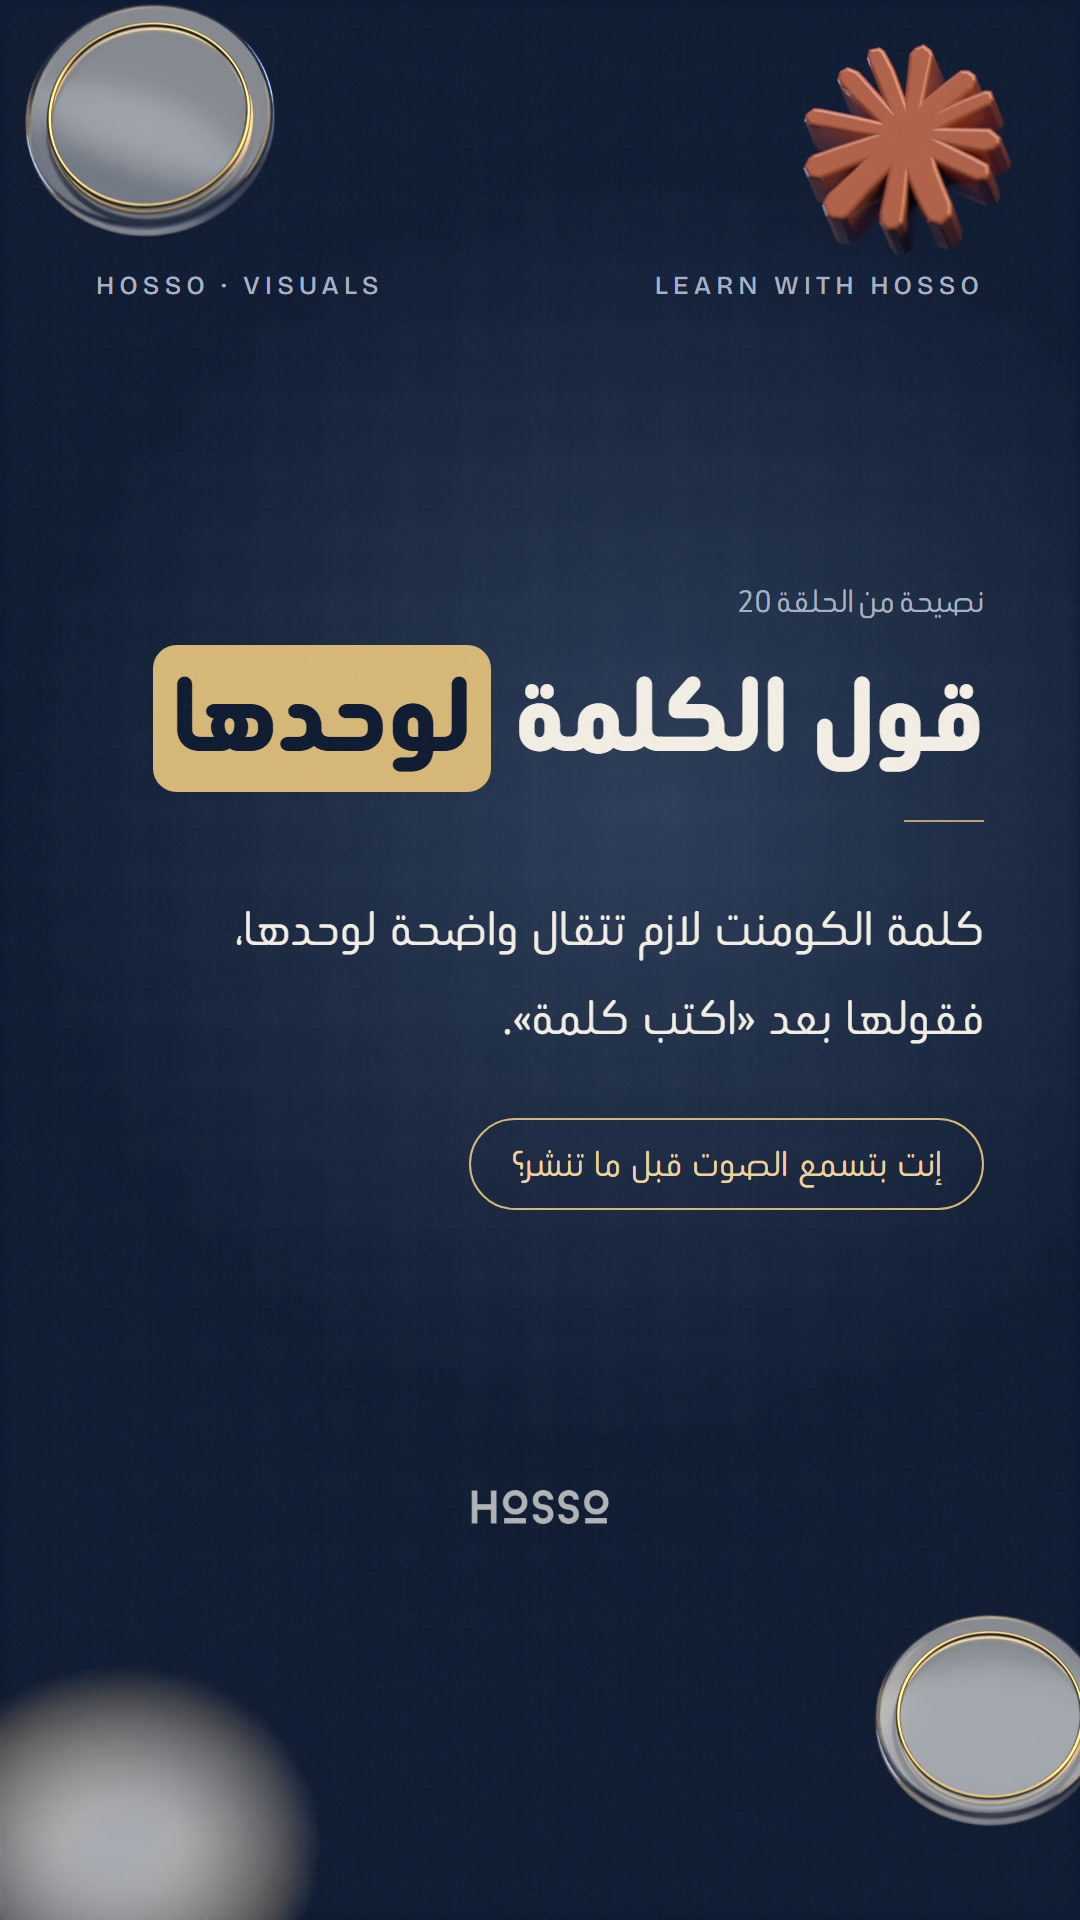 HOSSO · VISUALS
LEARN WITH HOSSO
نصيحة من الحلقة 20
قول الكلمة لوحدها
كلمة الكومنت لازم تتقال واضحة لوحدها،
فقولها بعد «اكتب كلمة».
إنت بتسمع الصوت قبل ما تنشر؟
HOSSO